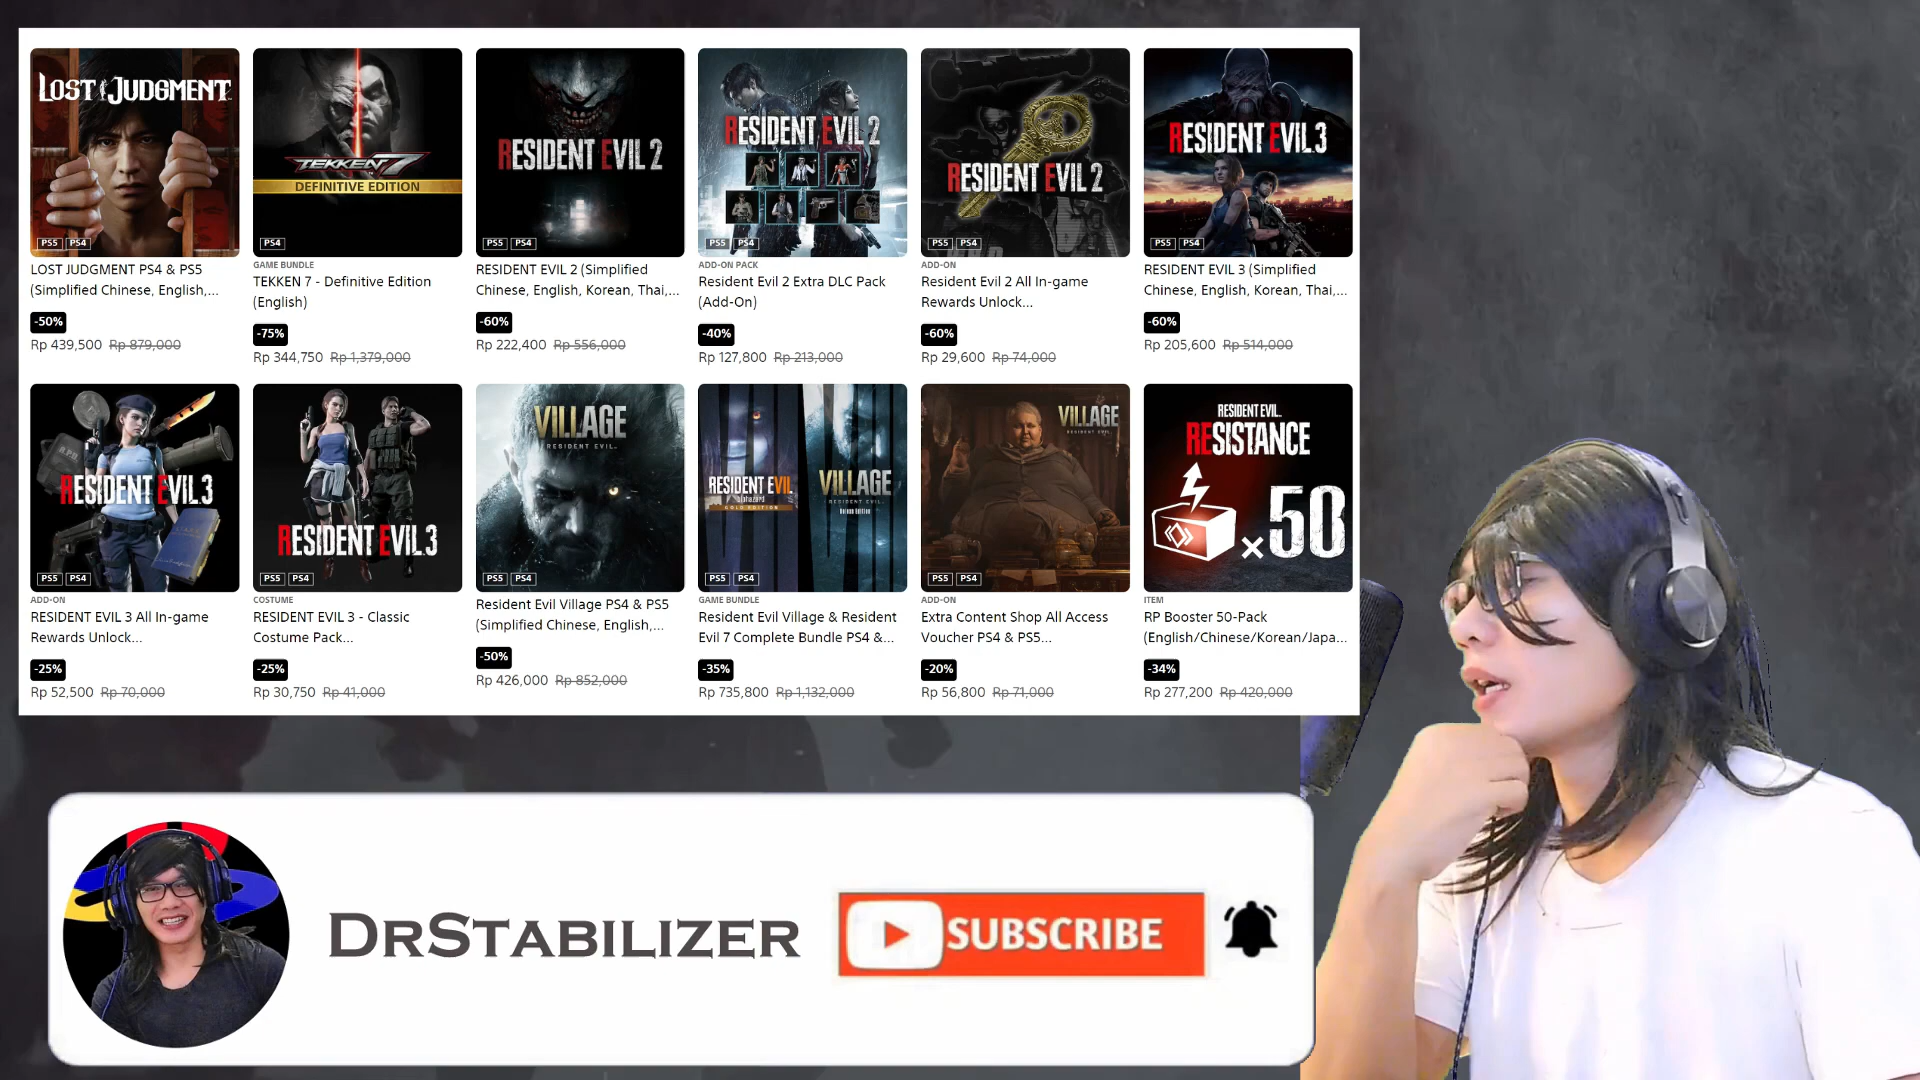 LOST JUDGMENT
PS5 PS4
LOST JUDGMENT PS4 & PS5
(Simplified Chinese, English,...
-50%
Rp 439,500 Rp 879,000
TEKKEN 7
DEFINITIVE EDITION
PS4
GAME BUNDLE
TEKKEN 7 - Definitive Edition
(English)
-75%
Rp 344,750 Rp 1,379,000
RESIDENT EVIL 2
PS5 PS4
RESIDENT EVIL 2 (Simplified
Chinese, English, Korean, Thai,...
-60%
Rp 222,400 Rp 556,000
RESIDENT EVIL 2
PS5 PS4
ADD-ON PACK
Resident Evil 2 Extra DLC Pack
(Add-On)
-40%
Rp 127,800 Rp 213,000
RESIDENT EVIL 2
PS5 PS4
ADD-ON
Resident Evil 2 All In-game
Rewards Unlock...
-60%
Rp 29,600 Rp 74,000
RESIDENT EVIL 3
PS5 PS4
RESIDENT EVIL 3 (Simplified
Chinese, English, Korean, Thai,...
-60%
Rp 205,600 Rp 514,000
RPD
RESIDENT EVIL 3
PS5 PS4
ADD-ON
RESIDENT EVIL 3 All In-game
Rewards Unlock...
-25%
Rp 52,500 Rp 70,000
RESIDENT EVIL 3
PS5 PS4
COSTUME
RESIDENT EVIL 3 - Classic
Costume Pack...
-25%
Rp 30,750 Rp 41,000
VILLAGE
RESIDENT EVIL
PS5 PS4
Resident Evil Village PS4 & PS5
(Simplified Chinese, English,...
-50%
Rp 426,000 Rp 852,000
RESIDENT EVIL
biohazard
GOLD EDITION
VILLAGE
RESIDENT EVIL
PS5 PS4
GAME BUNDLE
Resident Evil Village & Resident
Evil 7 Complete Bundle PS4 &...
-35%
Rp 735,800 Rp 1,132,000
VILLAGE
RESIDENT EVIL
PS5 PS4
ADD-ON
Extra Content Shop All Access
Voucher PS4 & PS5...
-20%
Rp 56,800 Rp 71,000
RESIDENT EVIL
RESISTANCE
×50
ITEM
RP Booster 50-Pack
(English/Chinese/Korean/Japa...
-34%
Rp 277,200 Rp 420,000
DRSTABILIZER
SUBSCRIBE